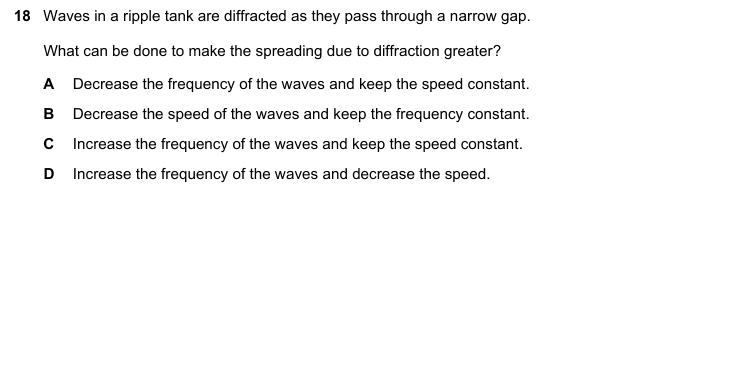 18 Waves in a ripple tank are diffracted as they pass through a narrow gap.
What can be done to make the spreading due to diffraction greater?
A Decrease the frequency of the waves and keep the speed constant.
B Decrease the speed of the waves and keep the frequency constant.
C Increase the frequency of the waves and keep the speed constant.
D Increase the frequency of the waves and decrease the speed.